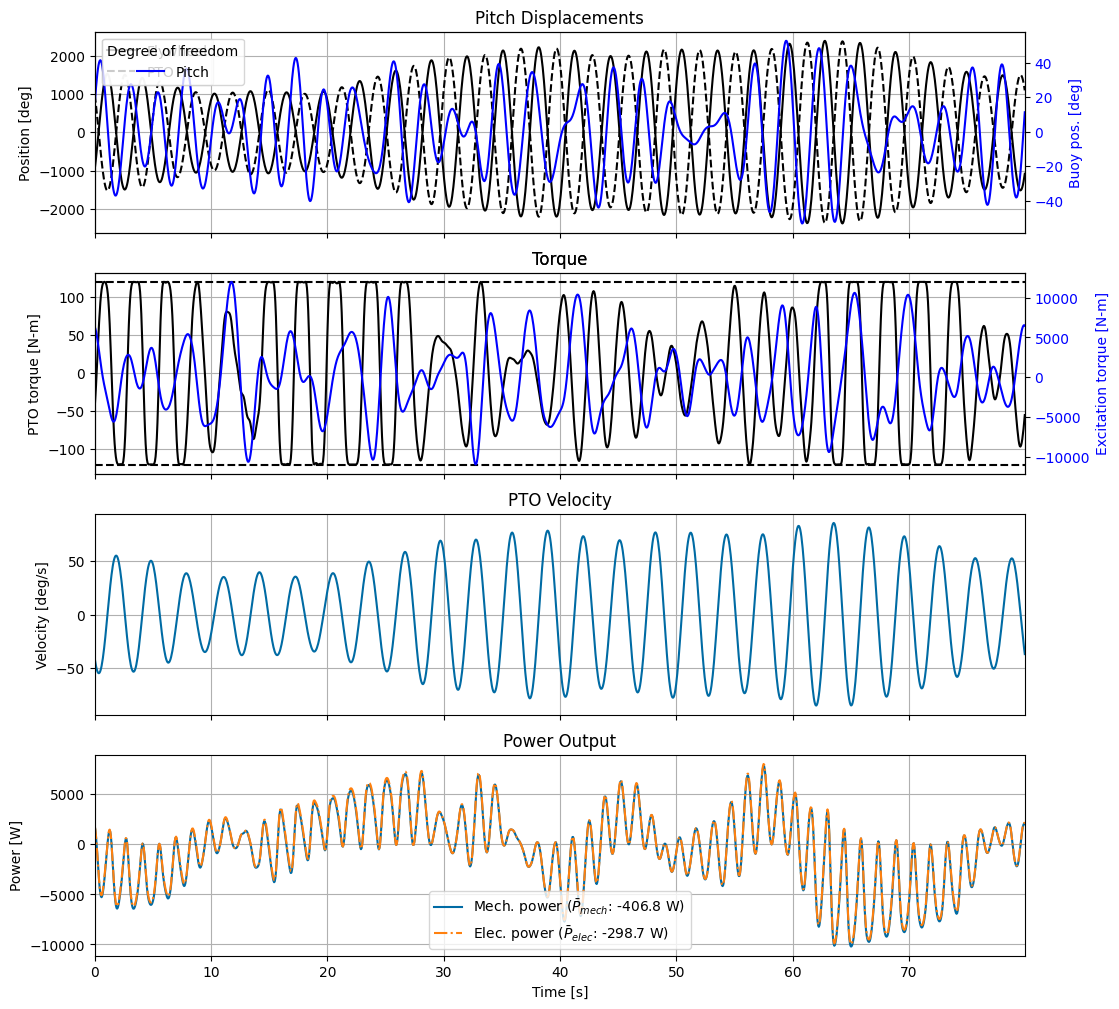 Pitch Displacements
Degree of freedom
Pitch
PTO
Position [deg]
2000
1000
0
−1000
−2000
40
20
0
−20
−40
Buoy pos. [deg]
Torque
PTO torque [N-m]
100
50
0
−50
−100
10000
5000
0
−5000
−10000
Excitation torque [N-m]
PTO Velocity
Velocity [deg/s]
50
0
−50
Power Output
Power [W]
5000
0
−5000
−10000
Mech. power (P̄mech: -406.8 W)
Elec. power (P̄elec: -298.7 W)
0 10 20 30 40 50 60 70
Time [s]